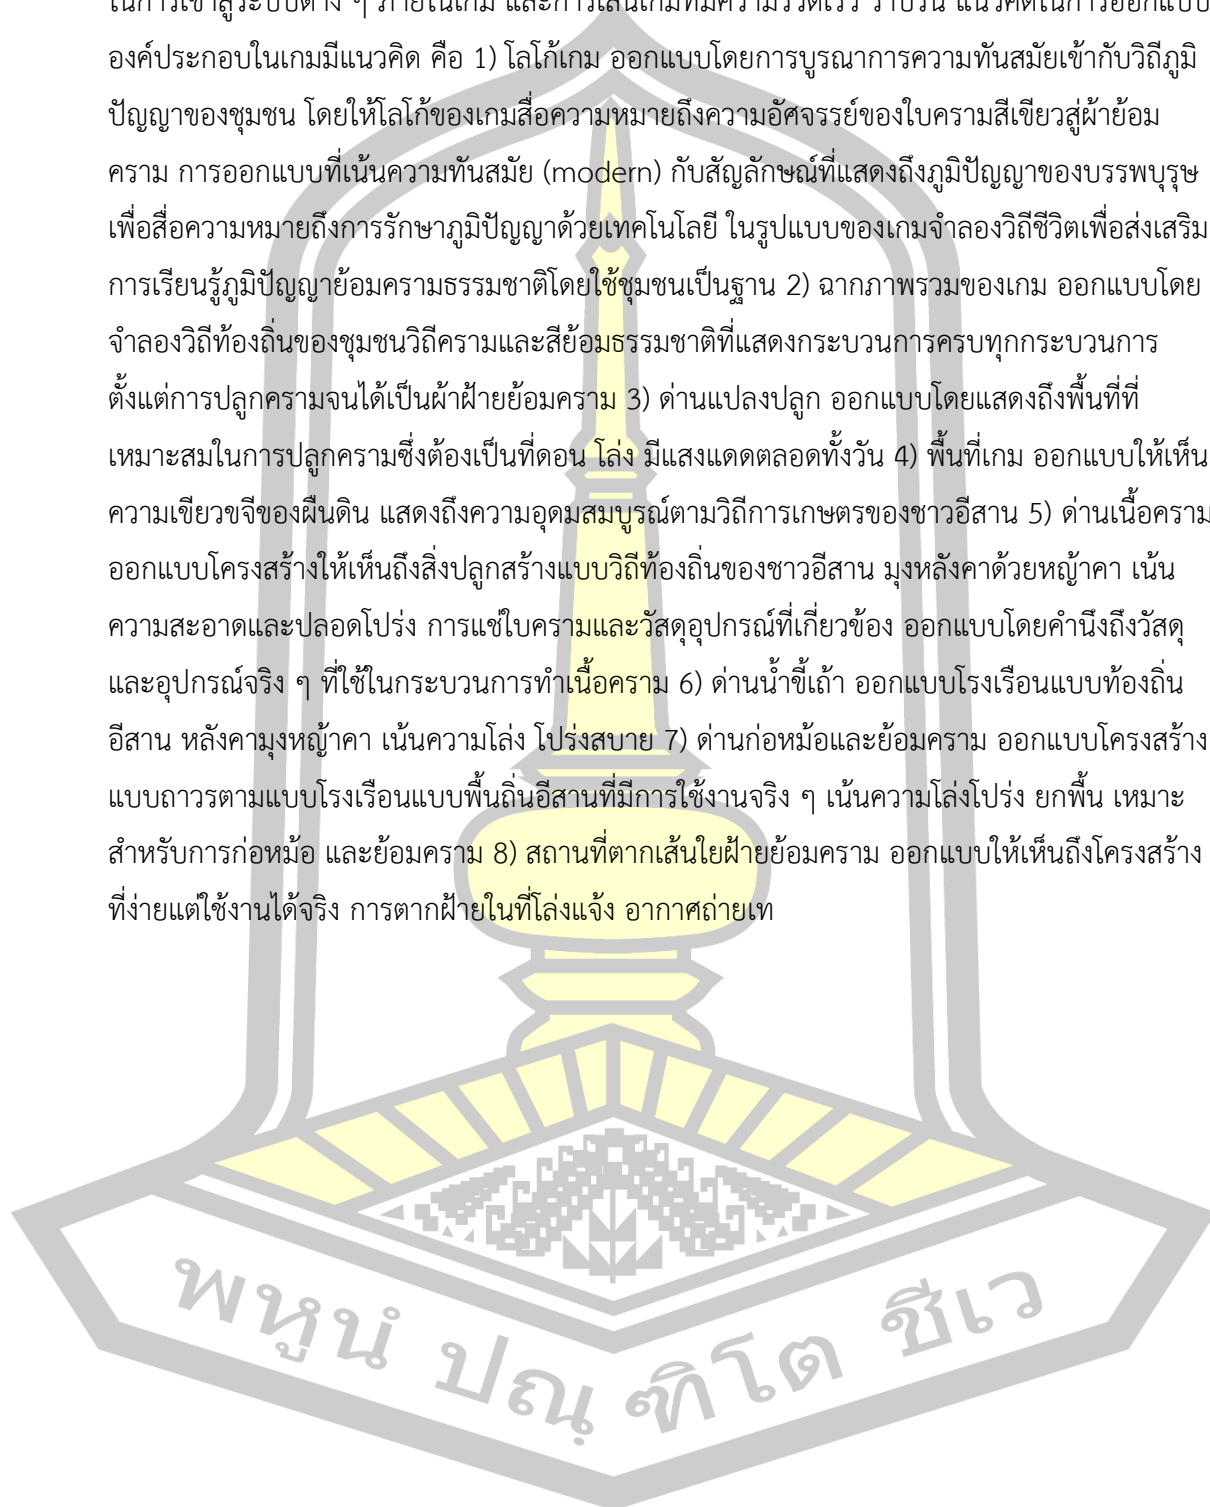 ในการเข้าสู่ระบบต่าง ๆ ภายในเกม และการเล่นเกมที่มีความรวดเร็ว ราบรื่น แนวคิดในการออกแบบ
องค์ประกอบในเกมมีแนวคิด คือ 1) โลโก้เกม ออกแบบโดยการบูรณาการความทันสมัยเข้ากับวิถีภูมิ
ปัญญาของชุมชน โดยให้โลโก้ของเกมสื่อความหมายถึงความอัศจรรย์ของใบครามสีเขียวสู่ผ้าย้อม
คราม การออกแบบที่เน้นความทันสมัย (modern) กับสัญลักษณ์ที่แสดงถึงภูมิปัญญาของบรรพบุรุษ
เพื่อสื่อความหมายถึงการรักษาภูมิปัญญาด้วยเทคโนโลยี ในรูปแบบของเกมจำลองวิถีชีวิตเพื่อส่งเสริม
การเรียนรู้ภูมิปัญญาย้อมครามธรรมชาติโดยใช้ชุมชนเป็นฐาน 2) ฉากภาพรวมของเกม ออกแบบโดย
จำลองวิถีท้องถิ่นของชุมชนวิถีครามและสีย้อมธรรมชาติที่แสดงกระบวนการครบทุกกระบวนการ
ตั้งแต่การปลูกครามจนได้เป็นผ้าฝ้ายย้อมคราม 3) ด่านแปลงปลูก ออกแบบโดยแสดงถึงพื้นที่ที่
เหมาะสมในการปลูกครามซึ่งต้องเป็นที่ดอน โล่ง มีแสงแดดตลอดทั้งวัน 4) พื้นที่เกม ออกแบบให้เห็น
ความเขียวขจีของผืนดิน แสดงถึงความอุดมสมบูรณ์ตามวิถีการเกษตรของชาวอีสาน 5) ด่านเนื้อคราม
ออกแบบโครงสร้างให้เห็นถึงสิ่งปลูกสร้างแบบวิถีท้องถิ่นของชาวอีสาน มุงหลังคาด้วยหญ้าคา เน้น
ความสะอาดและปลอดโปร่ง การแช่ใบครามและวัสดุอุปกรณ์ที่เกี่ยวข้อง ออกแบบโดยคำนึงถึงวัสดุ
และอุปกรณ์จริง ๆ ที่ใช้ในกระบวนการทำเนื้อคราม 6) ด่านน้ำขี้เถ้า ออกแบบโรงเรือนแบบท้องถิ่น
อีสาน หลังคามุงหญ้าคา เน้นความโล่ง โปร่งสบาย 7) ด่านก่อหม้อและย้อมคราม ออกแบบโครงสร้าง
แบบถาวรตามแบบโรงเรือนแบบพื้นถิ่นอีสานที่มีการใช้งานจริง ๆ เน้นความโล่งโปร่ง ยกพื้น เหมาะ
สำหรับการก่อหม้อ และย้อมคราม 8) สถานที่ตากเส้นใยฝ้ายย้อมคราม ออกแบบให้เห็นถึงโครงสร้าง
ที่ง่ายแต่ใช้งานได้จริง การตากฝ้ายในที่โล่งแจ้ง อากาศถ่ายเท
พหูนํ ปณฺฑิโต ชีเว